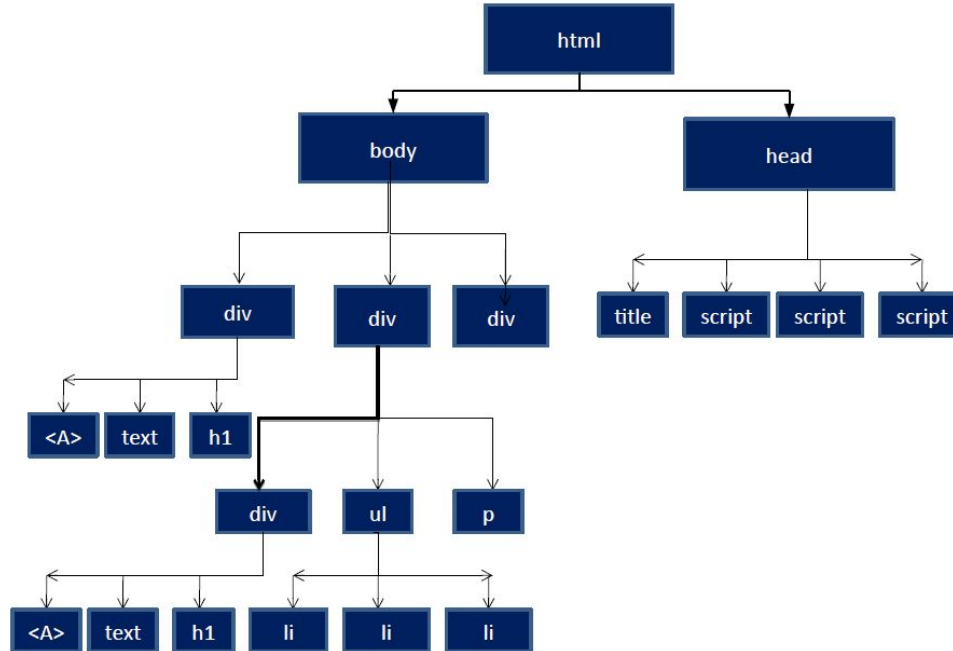 html
body
head
div
div
div
title
script
script
script
<A>
text
h1
div
ul
p
<A>
text
h1
li
li
li